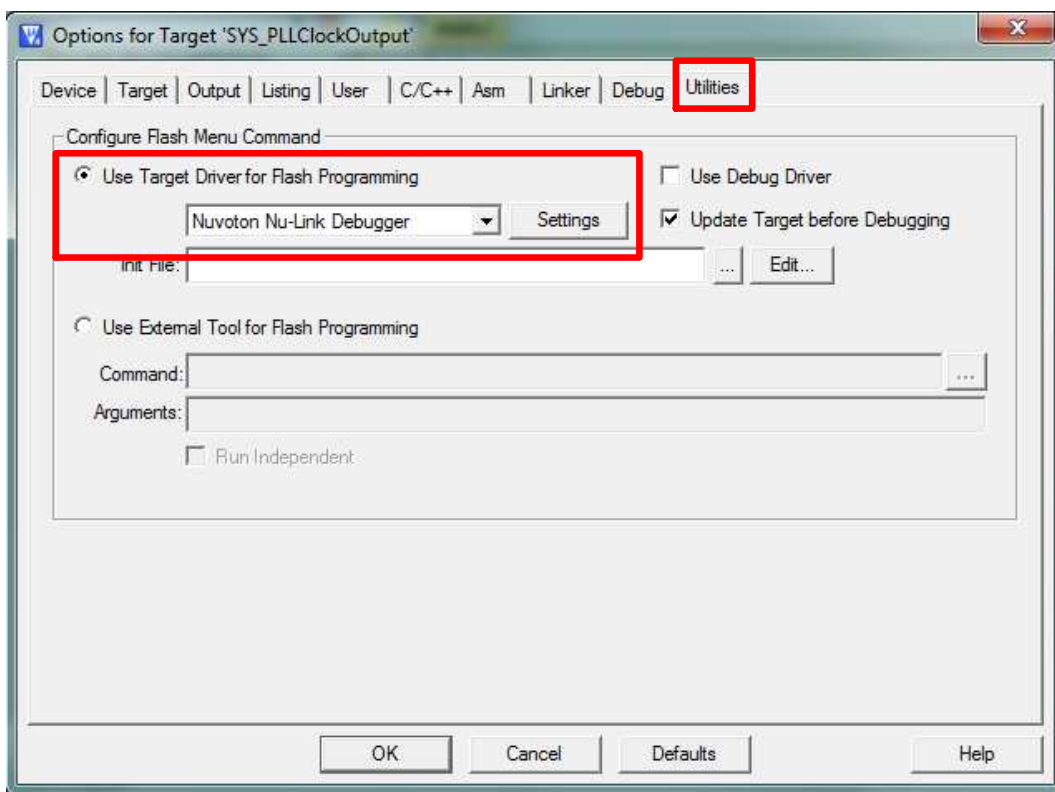 Options for Target 'SYS_PLLClockOutput'
Device Target Output Listing User C/C++ Asm Linker Debug Utilities
Configure Flash Menu Command
Use Target Driver for Flash Programming Use Debug Driver
Nuvoton Nu-Link Debugger Settings Update Target before Debugging
Init File: ... Edit...
Use External Tool for Flash Programming
Command: ...
Arguments:
Run Independent
OK Cancel Defaults Help